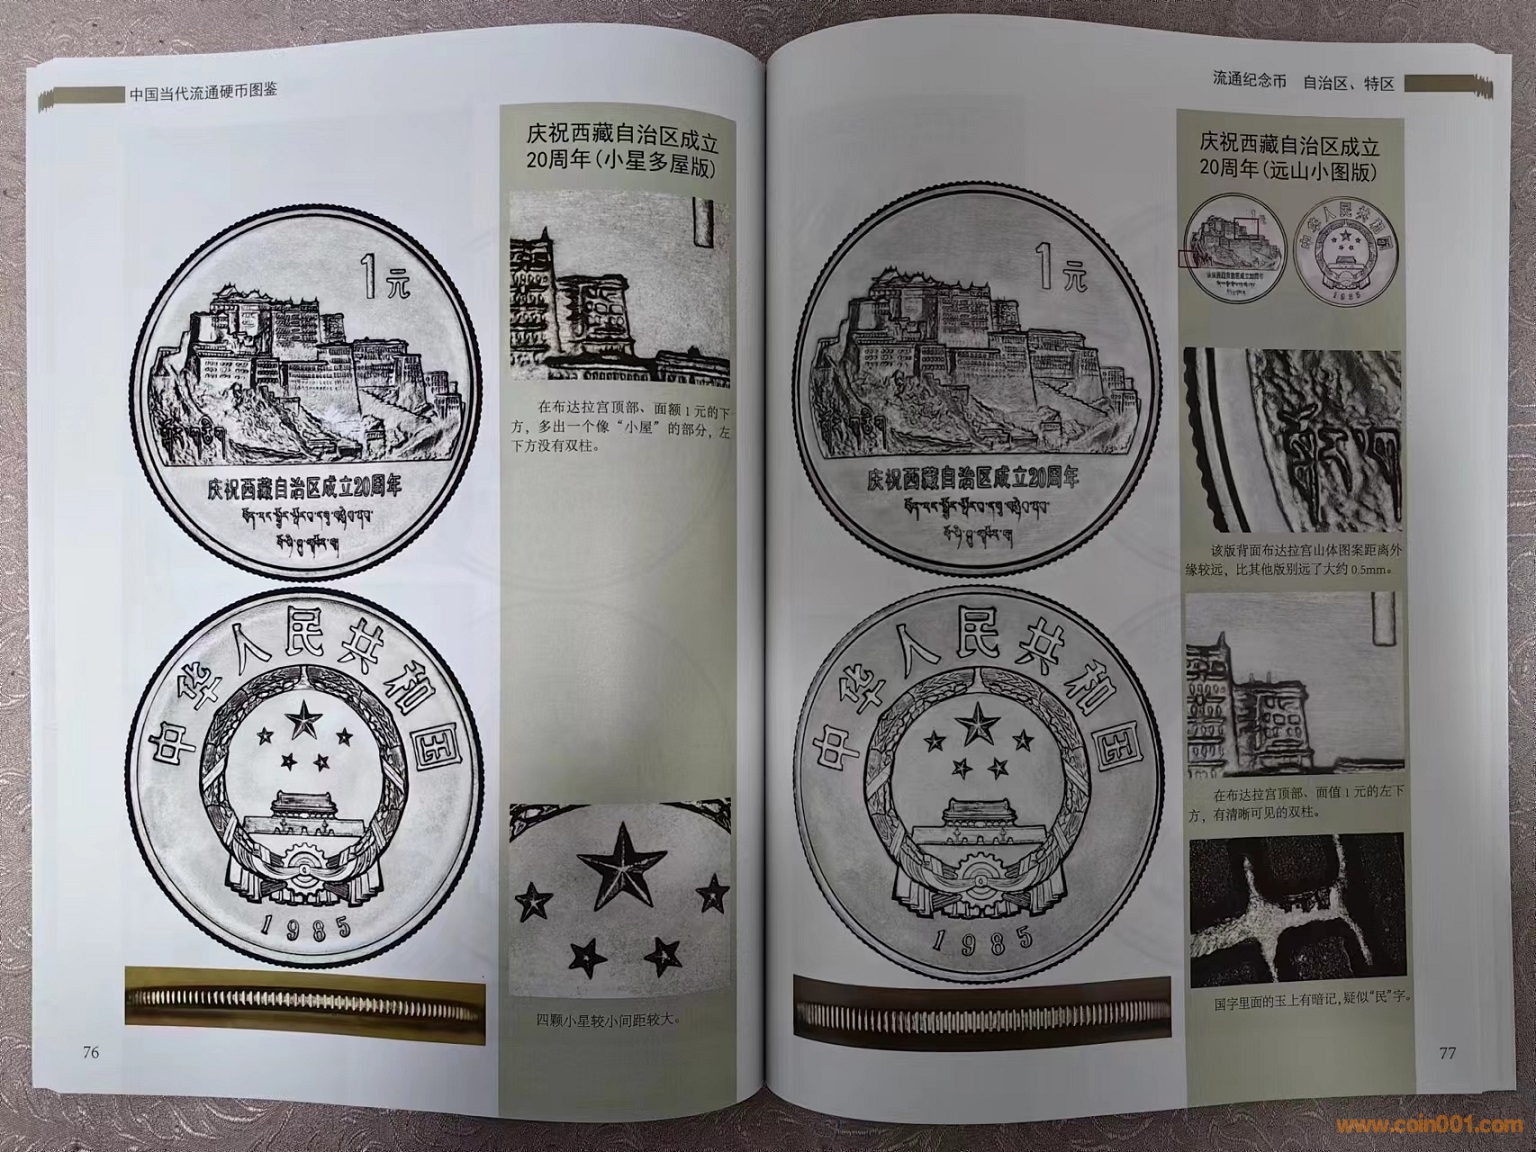 中国当代流通硬币图鉴
庆祝西藏自治区成立
20周年(小星多屋版)
1元
庆祝西藏自治区成立20周年
在布达拉宫顶部、面额1元的下
方，多出一个像“小屋”的部分，左
下方没有双柱。
中华人民共和国
1985
四颗小星较小间距较大。
76
流通纪念币 自治区、特区
庆祝西藏自治区成立
20周年(远山小图版)
1元
庆祝西藏自治区成立20周年
中华人民共和国
1985
中华人民共和国
1985
该版背面布达拉宫山体图案距离外
缘较远，比其他版别远了大约0.5mm。
在布达拉宫顶部、面值1元的左下
方，有清晰可见的双柱。
国字里面的玉上有暗记，疑似“民”字。
77
www.coin001.com